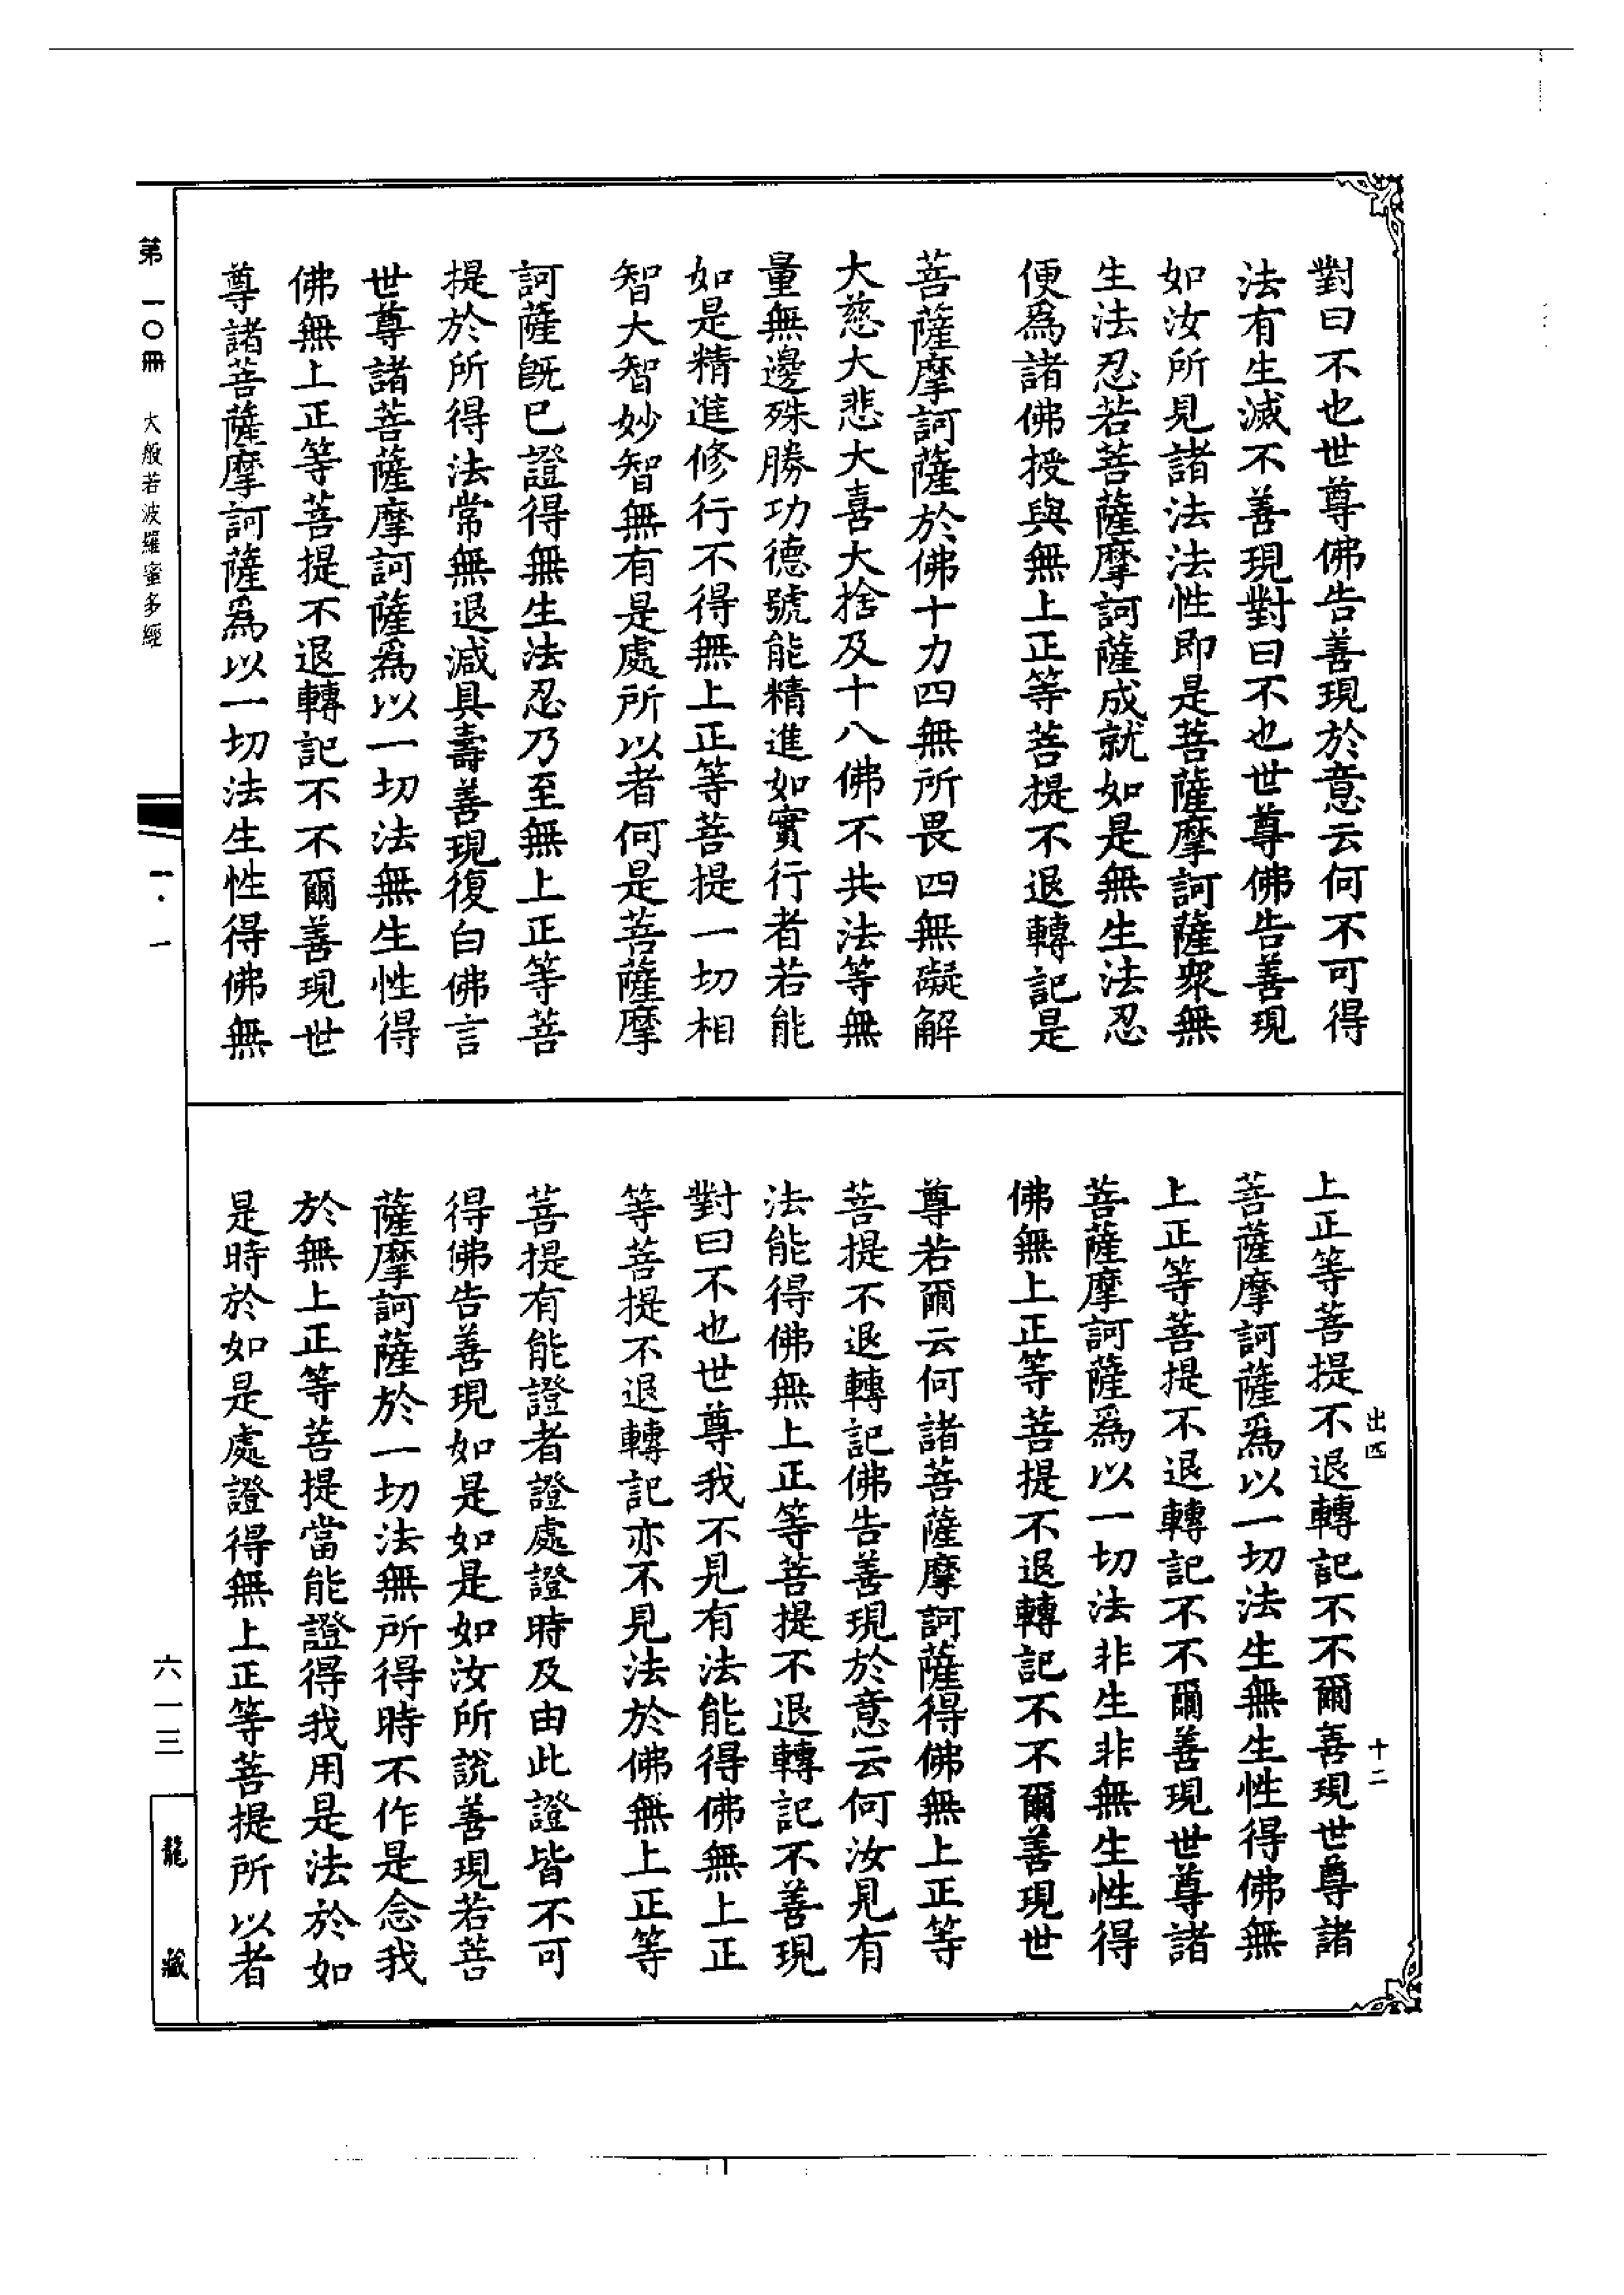 對曰不也世尊佛告善現於意云何不可得
法有生滅不善現對曰不也世尊佛告善現
如汝所見諸法法性即是菩薩摩訶薩衆無
生法忍若菩薩摩訶薩成就如是無生法忍
便爲諸佛授與無上正等菩提不退轉記是
菩薩摩訶薩於佛十力四無所畏四無礙解
大慈大悲大喜大捨及十八佛不共法等無
量無邊殊勝功德號能精進如實行者若能
如是精進修行不得無上正等菩提一切相
智大智妙智無有是處所以者何是菩薩摩
訶薩旣已證得無生法忍乃至無上正等菩
提於所得法常無退減具壽善現復白佛言
世尊諸菩薩摩訶薩爲以一切法無生性得
佛無上正等菩提不退轉記不不爾善現世
尊諸菩薩摩訶薩爲以一切法生性得佛無
上正等菩提不退轉記不不爾善現世尊諸
菩薩摩訶薩爲以一切法生無生性得佛無
上正等菩提不退轉記不不爾善現世尊諸
菩薩摩訶薩爲以一切法非生非無生性得
佛無上正等菩提不退轉記不不爾善現世
尊若爾云何諸菩薩摩訶薩得佛無上正等
菩提不退轉記佛告善現於意云何汝見有
法能得佛無上正等菩提不退轉記不善現
對曰不也世尊我不見有法能得佛無上正
等菩提不退轉記亦不見法於佛無上正等
菩提有能證者證處證時及由此證皆不可
得佛告善現如是如是如汝所說善現若菩
薩摩訶薩於一切法無所得時不作是念我
於無上正等菩提當能證得我用是法於如
是時於如是處證得無上正等菩提所以者
出四
十二
第一〇冊
大般若波羅蜜多經
一·一
六一三
龍藏